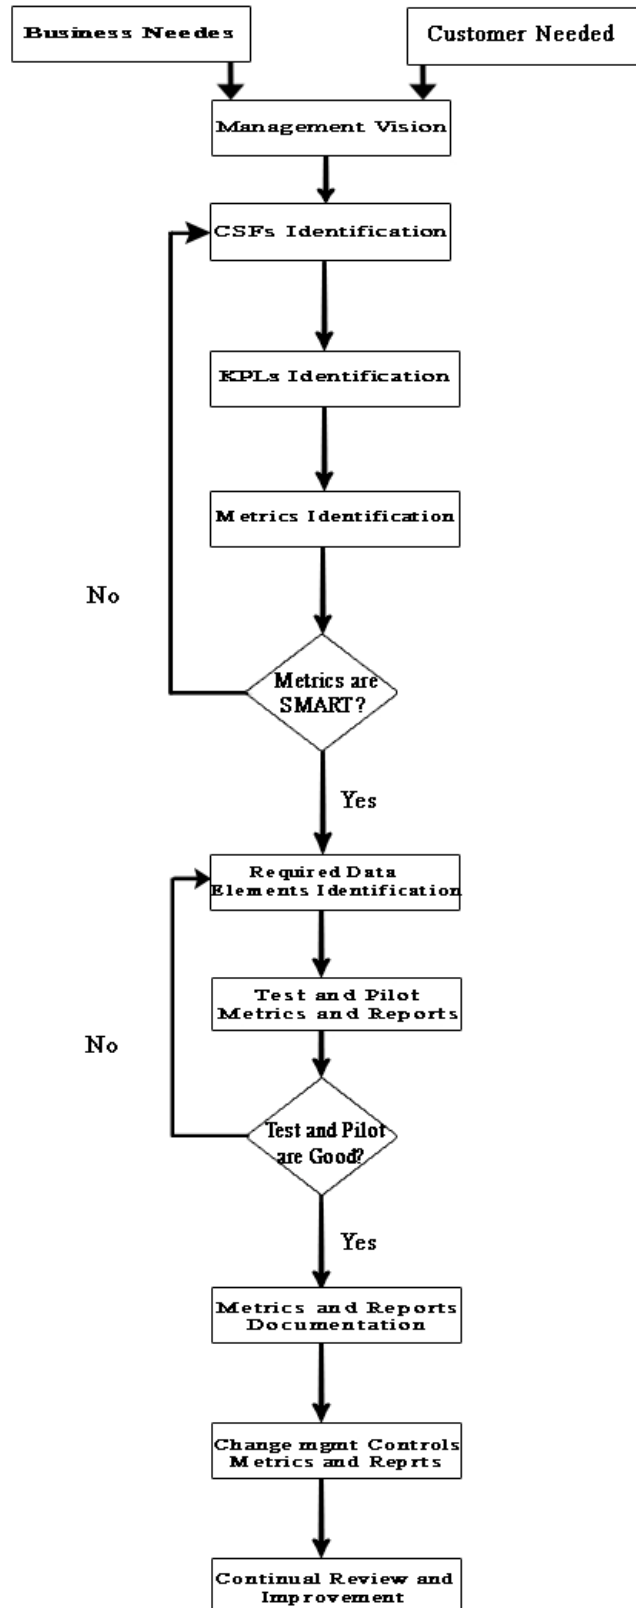 Business Needes
Customer Needed
Management Vision
CSFs Identification
KPLs Identification
Metrics Identification
No
Metrics are
SMART?
Yes
Required Data
Elements Identification
Test and Pilot
Metrics and Reports
No
Test and Pilot
are Good?
Yes
Metrics and Reports
Documentation
Change mgmt Controls
Metrics and Reprts
Continual Review and
Improvement